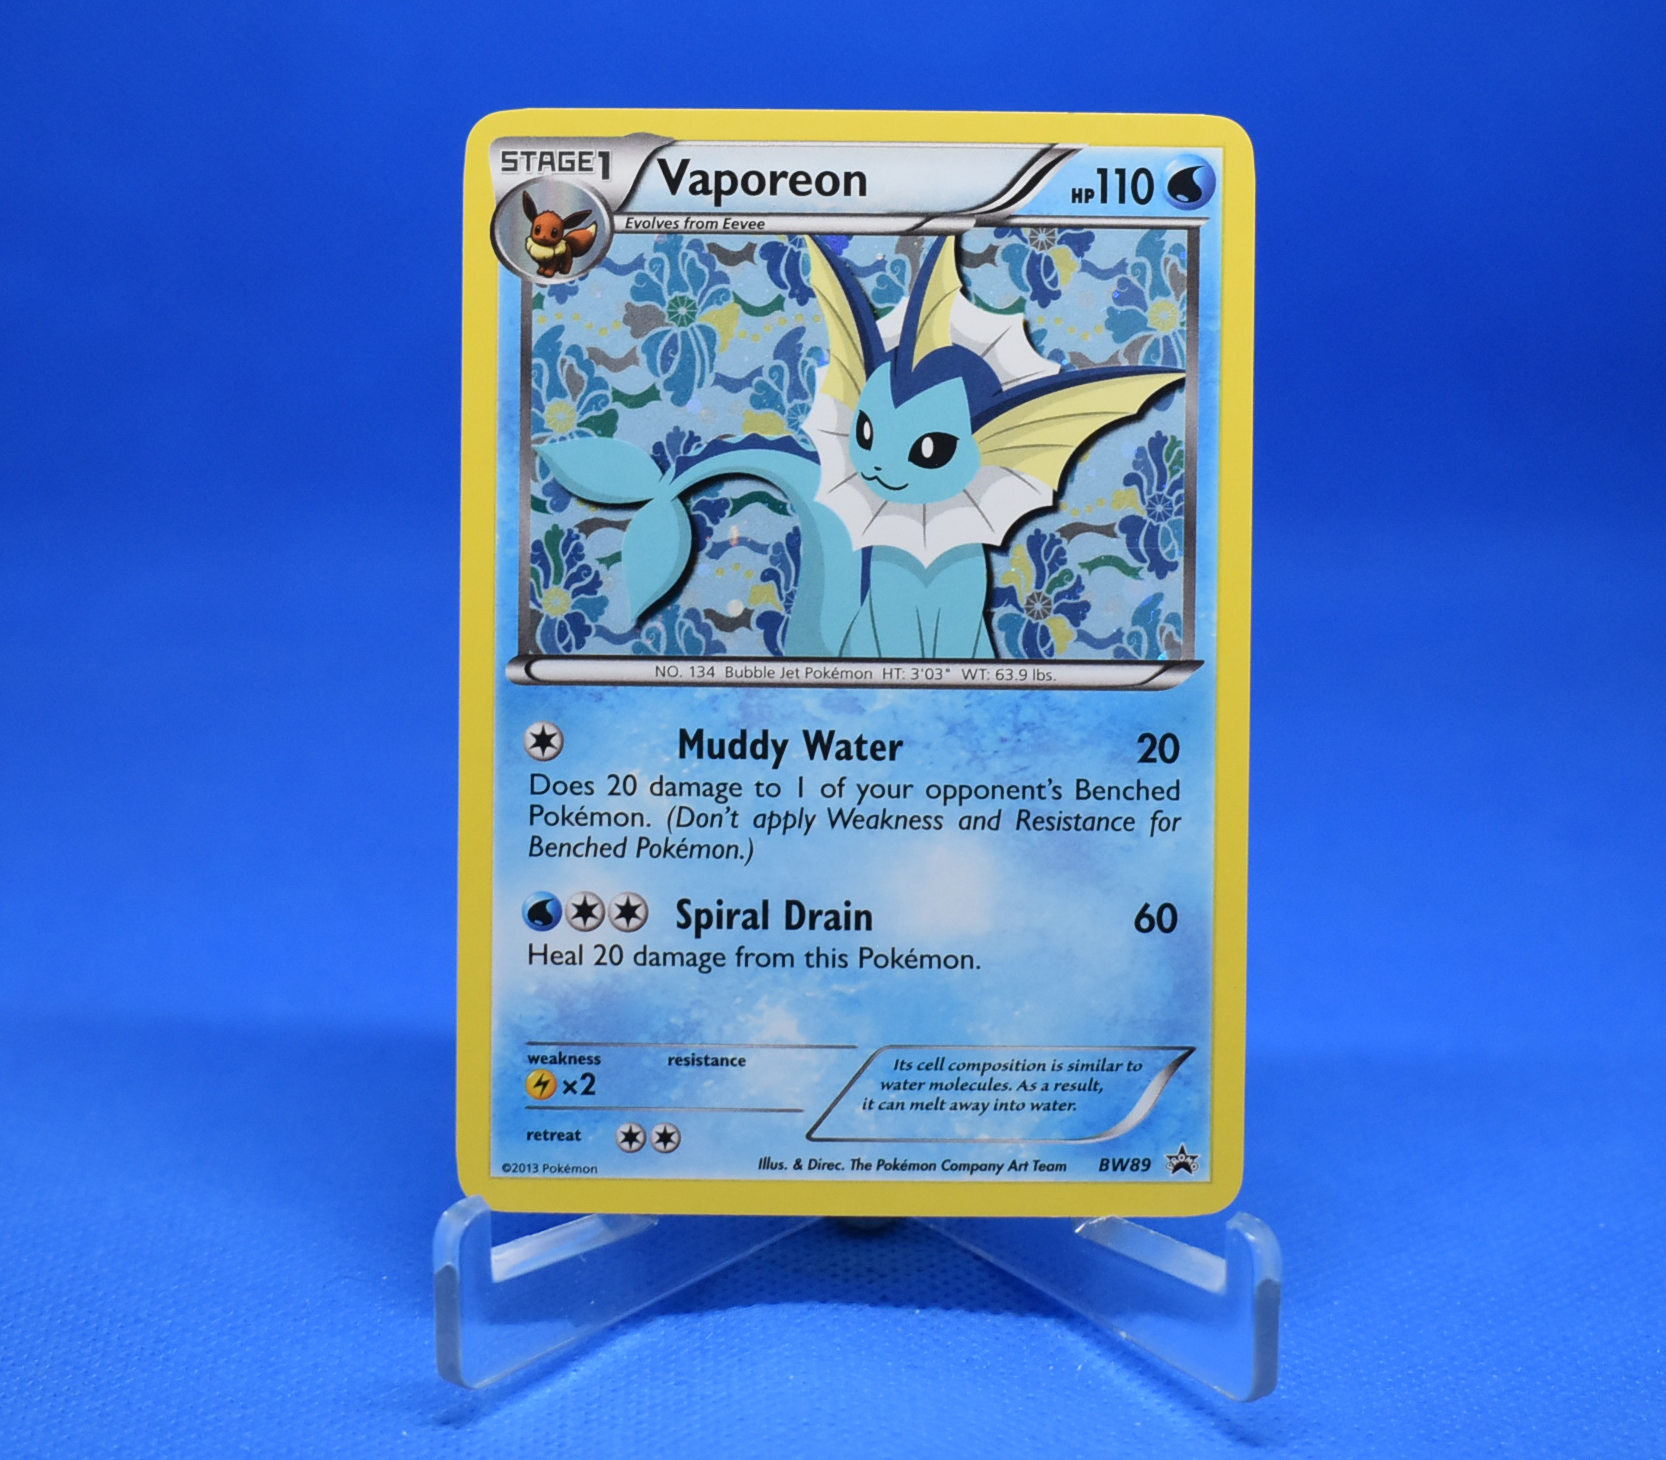 STAGE1
Vaporeon
HP110
Evolves from Eevee
NO. 134 Bubble Jet Pokémon HT: 3'03" WT: 63.9 lbs.
Muddy Water 20
Does 20 damage to 1 of your opponent's Benched
Pokémon. (Don't apply Weakness and Resistance for
Benched Pokémon.)
Spiral Drain 60
Heal 20 damage from this Pokémon.
weakness resistance
×2
Its cell composition is similar to
water molecules. As a result,
it can melt away into water.
retreat
©2013 Pokémon
Illus. & Direc. The Pokémon Company Art Team
BW89